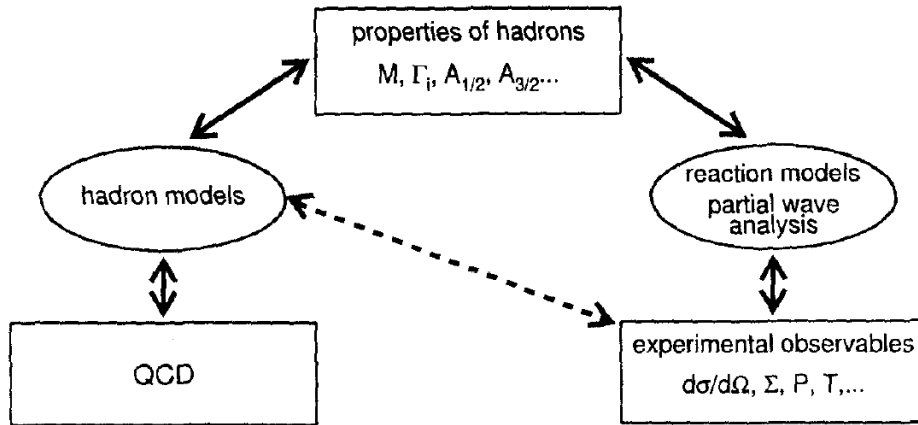 properties of hadrons
M, Γi, A1/2, A3/2...
hadron models
reaction models
partial wave
analysis
QCD
experimental observables
dσ/dΩ, Σ, P, T,...